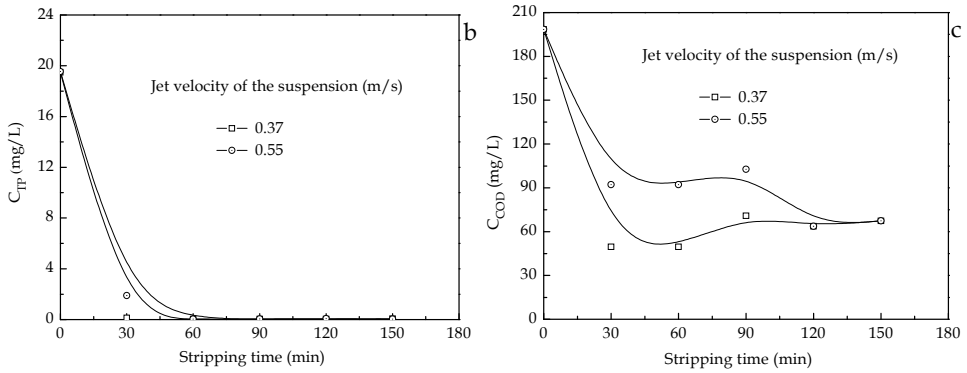 b
24
20
16
12
8
4
0
C_TP (mg/L)
Jet velocity of the suspension (m/s)
0.37
0.55
0 30 60 90 120 150 180
Stripping time (min)
c
210
180
150
120
90
60
30
0
C_COD (mg/L)
Jet velocity of the suspension (m/s)
0.37
0.55
0 30 60 90 120 150 180
Stripping time (min)